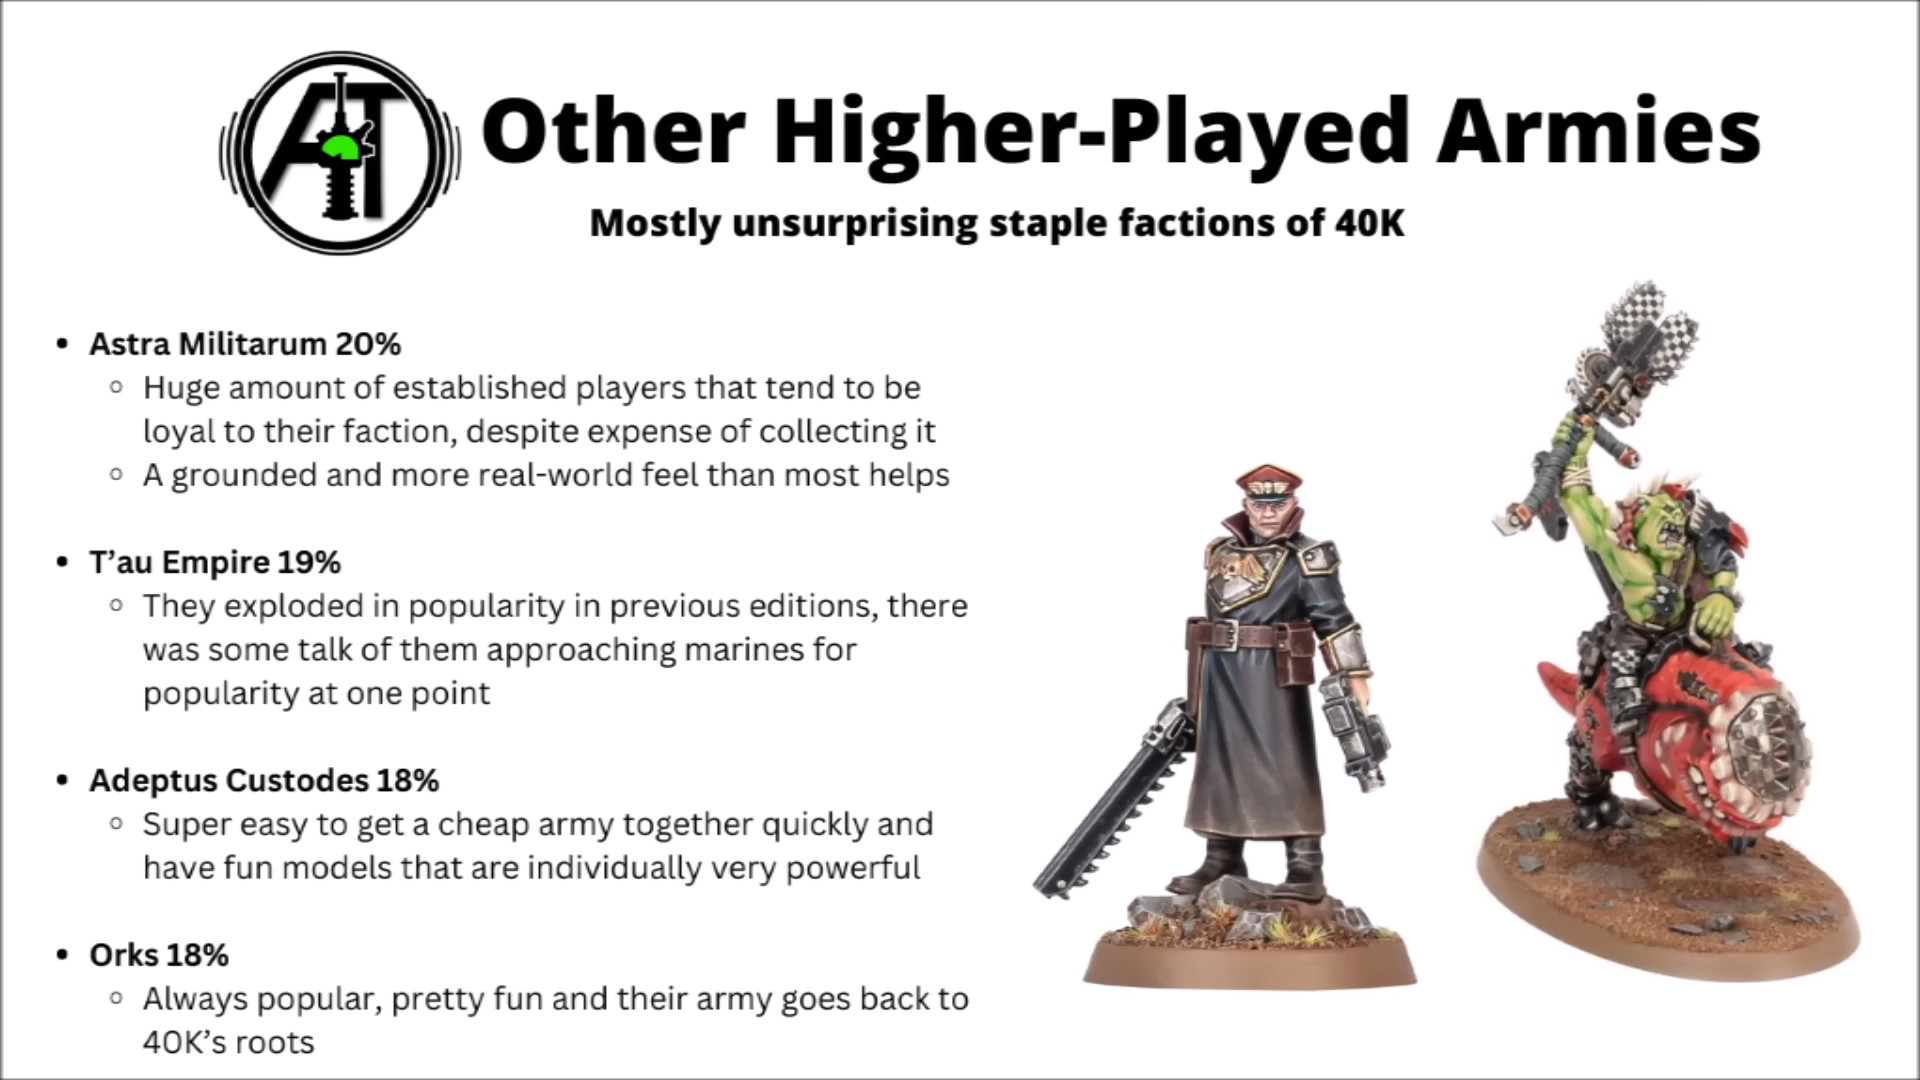 AT
Other Higher-Played Armies
Mostly unsurprising staple factions of 40K
• Astra Militarum 20%
◦ Huge amount of established players that tend to be
loyal to their faction, despite expense of collecting it
◦ A grounded and more real-world feel than most helps
• T’au Empire 19%
◦ They exploded in popularity in previous editions, there
was some talk of them approaching marines for
popularity at one point
• Adeptus Custodes 18%
◦ Super easy to get a cheap army together quickly and
have fun models that are individually very powerful
• Orks 18%
◦ Always popular, pretty fun and their army goes back to
40K’s roots